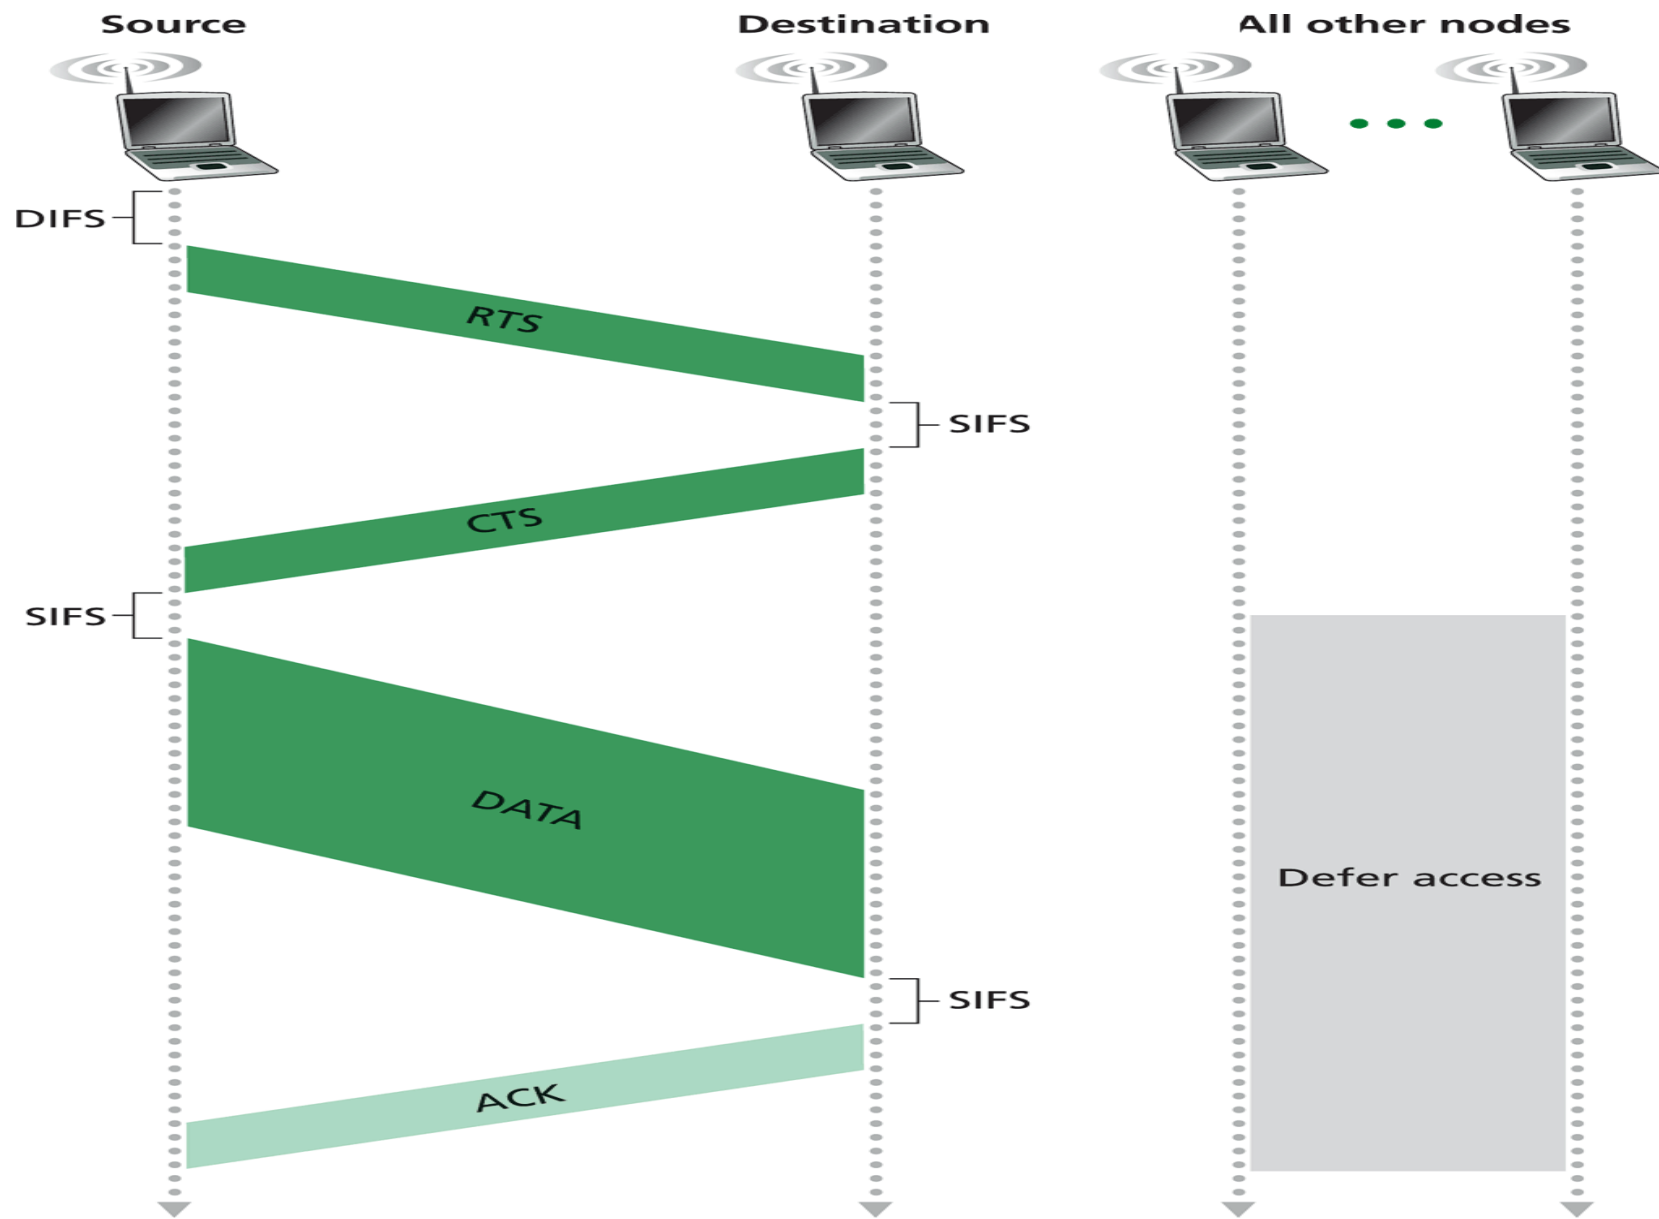 Source
Destination
All other nodes
DIFS
RTS
SIFS
CTS
SIFS
DATA
Defer access
SIFS
ACK